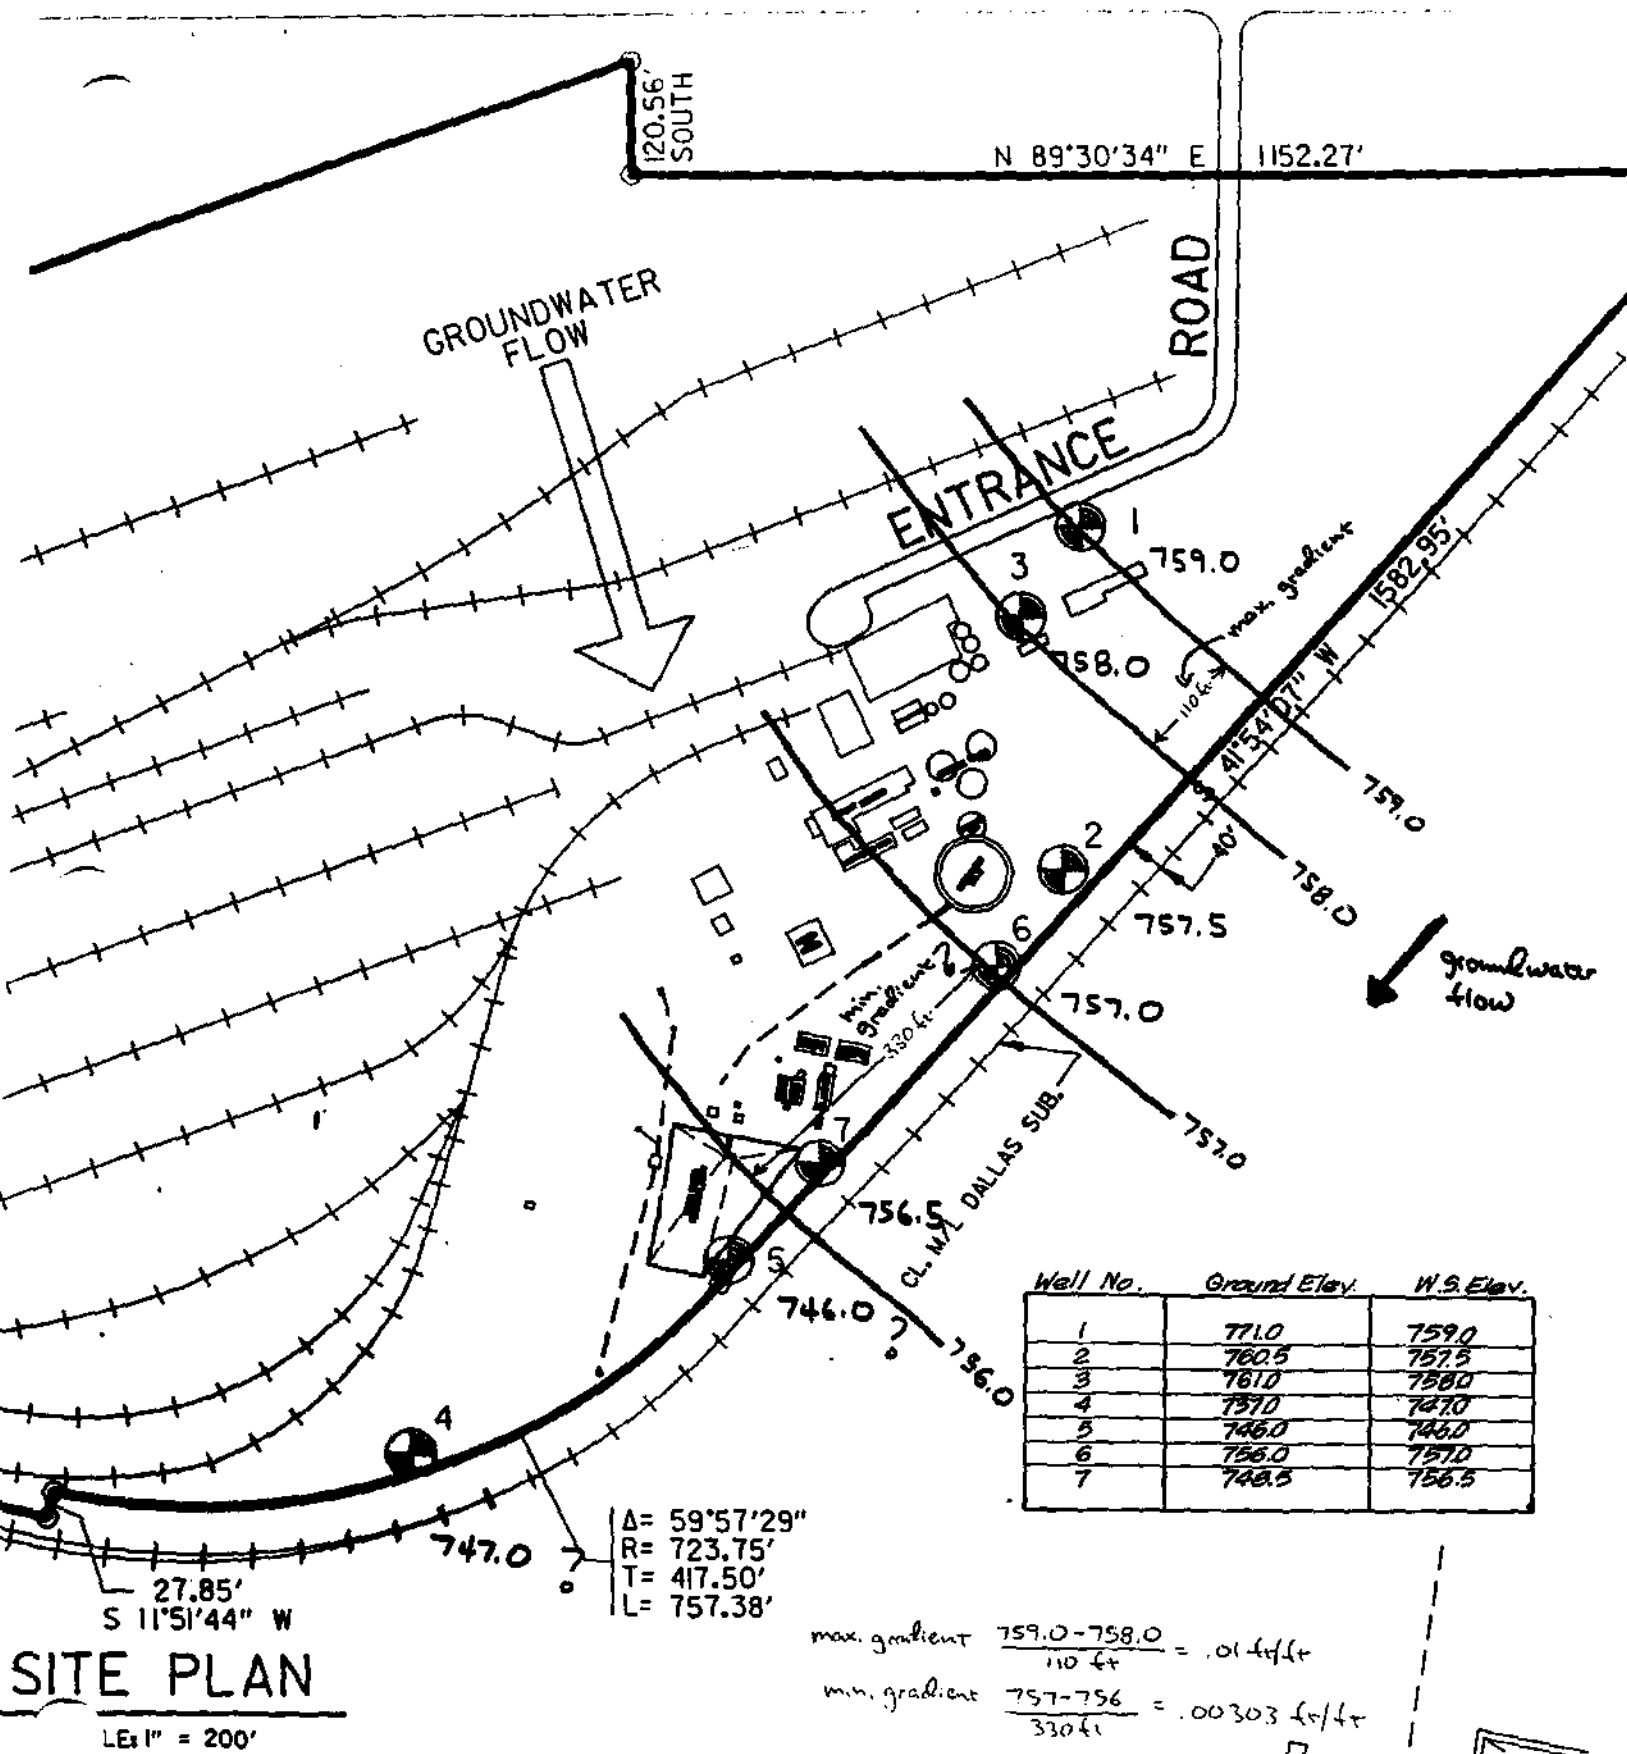 120.56'
SOUTH
N 89°30'34" E 1152.27'
ROAD
GROUNDWATER
FLOW
ENTRANCE
1
759.0
3
758.0
max. gradient
110 ft
1582.95'
41°54'07" W
759.0
40'
2
757.5
758.0
6
757.0
groundwater
flow
min.
gradient?
330 ft
757.0
7
756.5
CL. M/L DALLAS SUB.
5
746.0
?
756.0
4
747.0
?
Well No. Ground Elev. W.S. Elev.
1 771.0 759.0
2 760.5 757.5
3 761.0 758.0
4 757.0 747.0
5 746.0 746.0
6 756.0 757.0
7 748.5 756.5
Δ= 59°57'29"
R= 723.75'
T= 417.50'
L= 757.38'
27.85'
S 11°51'44" W
SITE PLAN
LE: 1" = 200'
max. gradient 759.0-758.0
110 ft = .01 ft/ft
min. gradient 757-756
330 ft = .00303 ft/ft